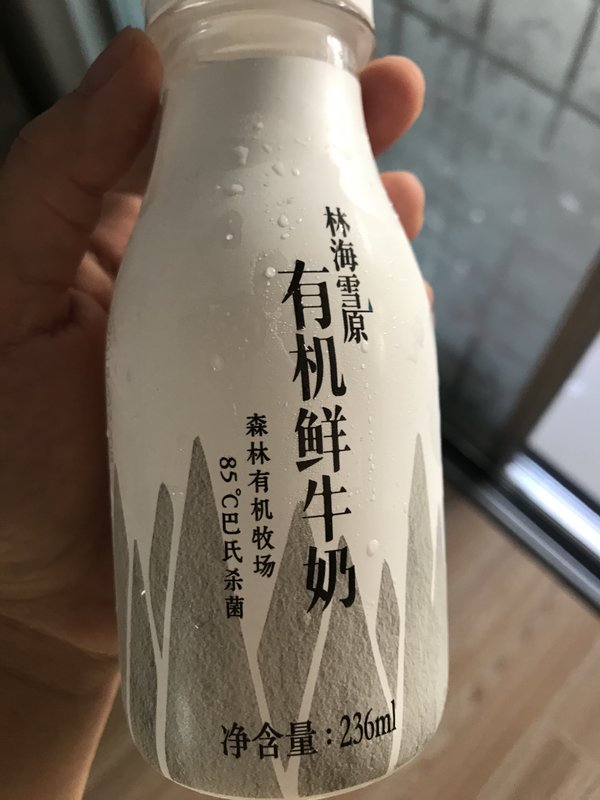 林海雪原
有机鲜牛奶
森林有机牧场
85℃巴氏杀菌
净含量:236ml